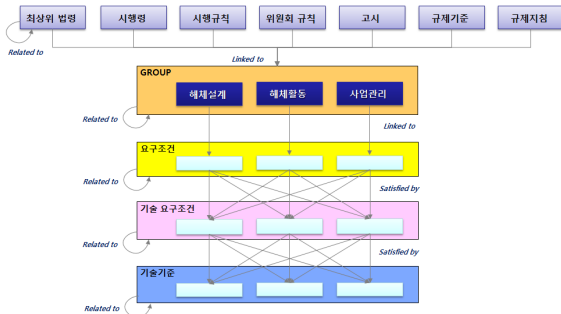 최상위 법령 시행령 시행규칙 위원회 규칙 고시 규제기준 규제지침
Related to
Linked to
GROUP
해체설계 해체활동 사업관리
Related to
Linked to
요구조건
Related to
Satisfied by
기술 요구조건
Related to
Satisfied by
기술기준
Related to